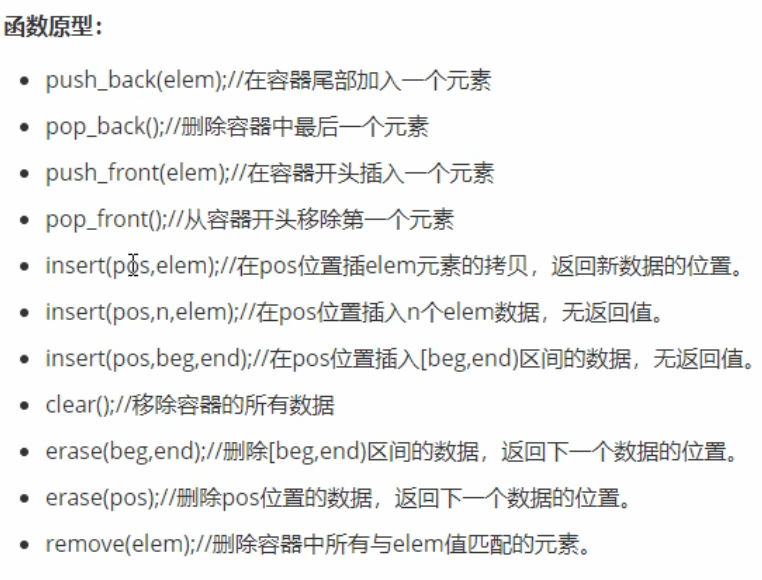 函数原型：
push_back(elem);//在容器尾部加入一个元素
pop_back();//删除容器中最后一个元素
push_front(elem);//在容器开头插入一个元素
pop_front();//从容器开头移除第一个元素
insert(pos,elem);//在pos位置插elem元素的拷贝，返回新数据的位置。
insert(pos,n,elem);//在pos位置插入n个elem数据，无返回值。
insert(pos,beg,end);//在pos位置插入[beg,end)区间的数据，无返回值。
clear();//移除容器的所有数据
erase(beg,end);//删除[beg,end)区间的数据，返回下一个数据的位置。
erase(pos);//删除pos位置的数据，返回下一个数据的位置。
remove(elem);//删除容器中所有与elem值匹配的元素。